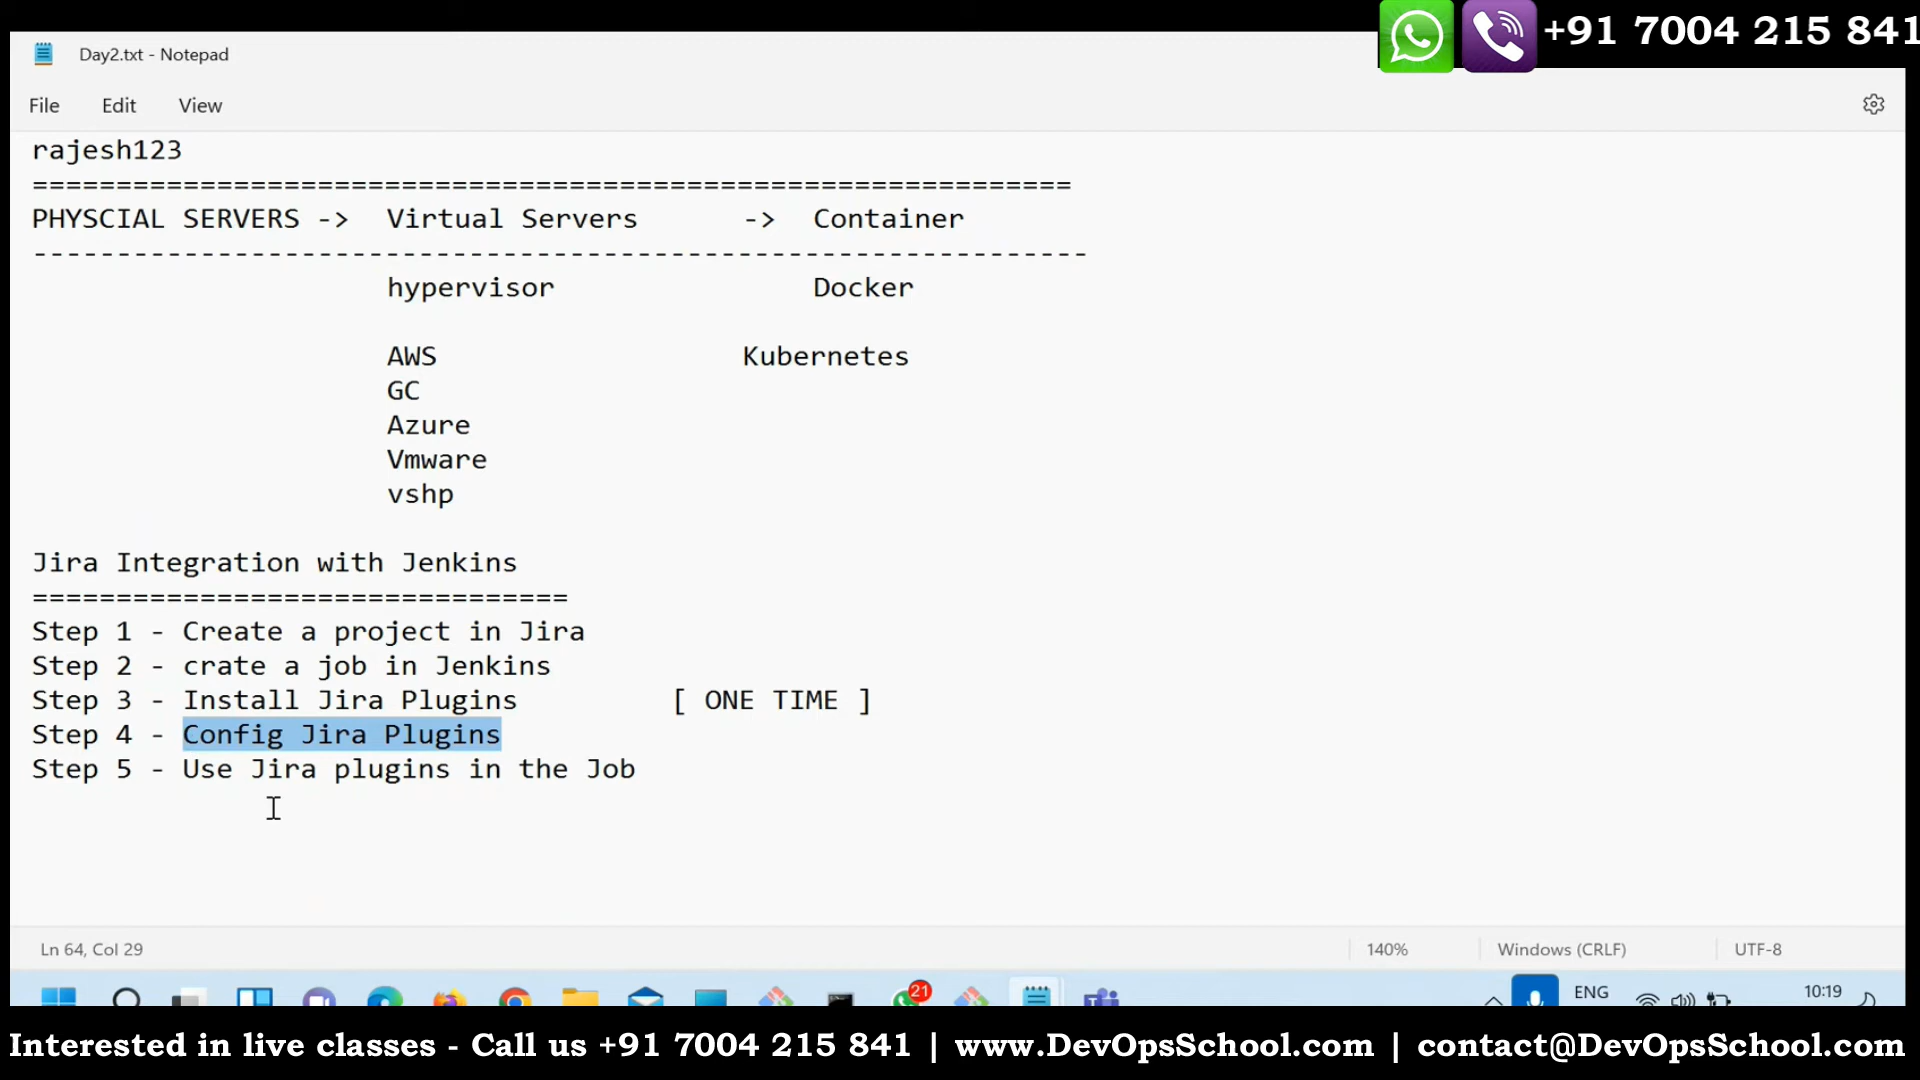 +91 7004 215 841
Day2.txt - Notepad
File Edit View
rajesh123
==============================================================
PHYSCIAL SERVERS -> Virtual Servers -> Container
---------------------------------------------------------------
hypervisor Docker
AWS Kubernetes
GC
Azure
Vmware
vshp
Jira Integration with Jenkins
================================
Step 1 - Create a project in Jira
Step 2 - crate a job in Jenkins
Step 3 - Install Jira Plugins [ ONE TIME ]
Step 4 - Config Jira Plugins
Step 5 - Use Jira plugins in the Job
Ln 64, Col 29 140% Windows (CRLF) UTF-8
21
ENG
10:19
Interested in live classes - Call us +91 7004 215 841 | www.DevOpsSchool.com | contact@DevOpsSchool.com